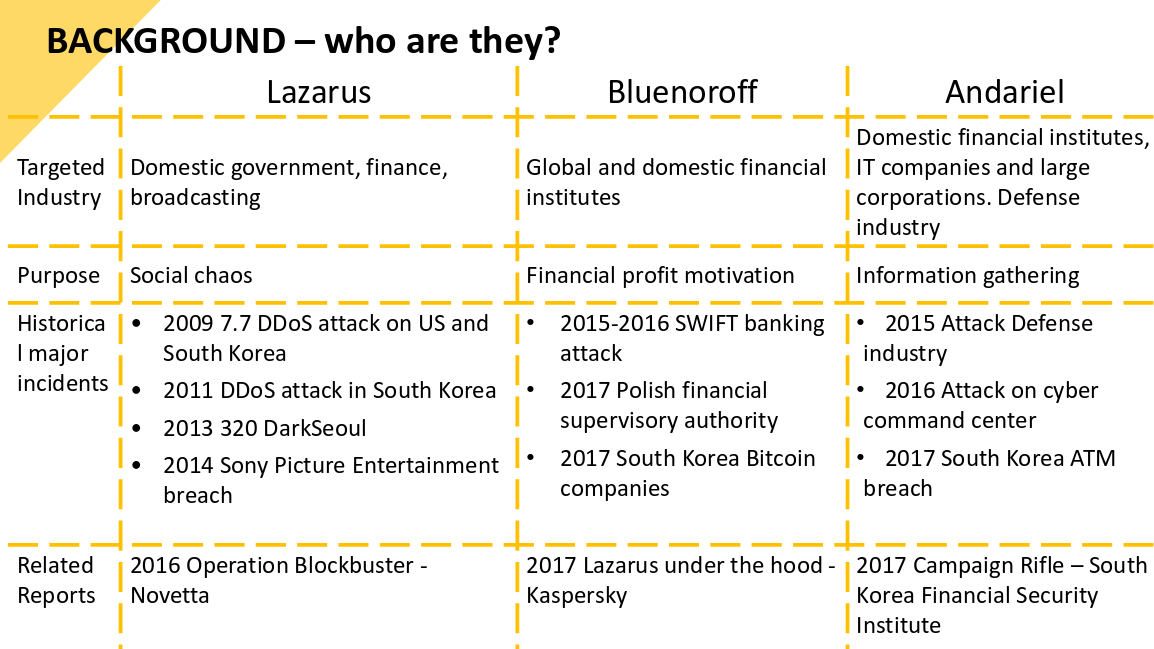 BACKGROUND – who are they?
Lazarus
Bluenoroff
Andariel
Targeted
Industry
Domestic government, finance,
broadcasting
Global and domestic financial
institutes
Domestic financial institutes,
IT companies and large
corporations. Defense
industry
Purpose
Social chaos
Financial profit motivation
Information gathering
Historica
l major
incidents
• 2009 7.7 DDoS attack on US and
South Korea
• 2011 DDoS attack in South Korea
• 2013 320 DarkSeoul
• 2014 Sony Picture Entertainment
breach
• 2015-2016 SWIFT banking
attack
• 2017 Polish financial
supervisory authority
• 2017 South Korea Bitcoin
companies
• 2015 Attack Defense
industry
• 2016 Attack on cyber
command center
• 2017 South Korea ATM
breach
Related
Reports
2016 Operation Blockbuster -
Novetta
2017 Lazarus under the hood -
Kaspersky
2017 Campaign Rifle – South
Korea Financial Security
Institute